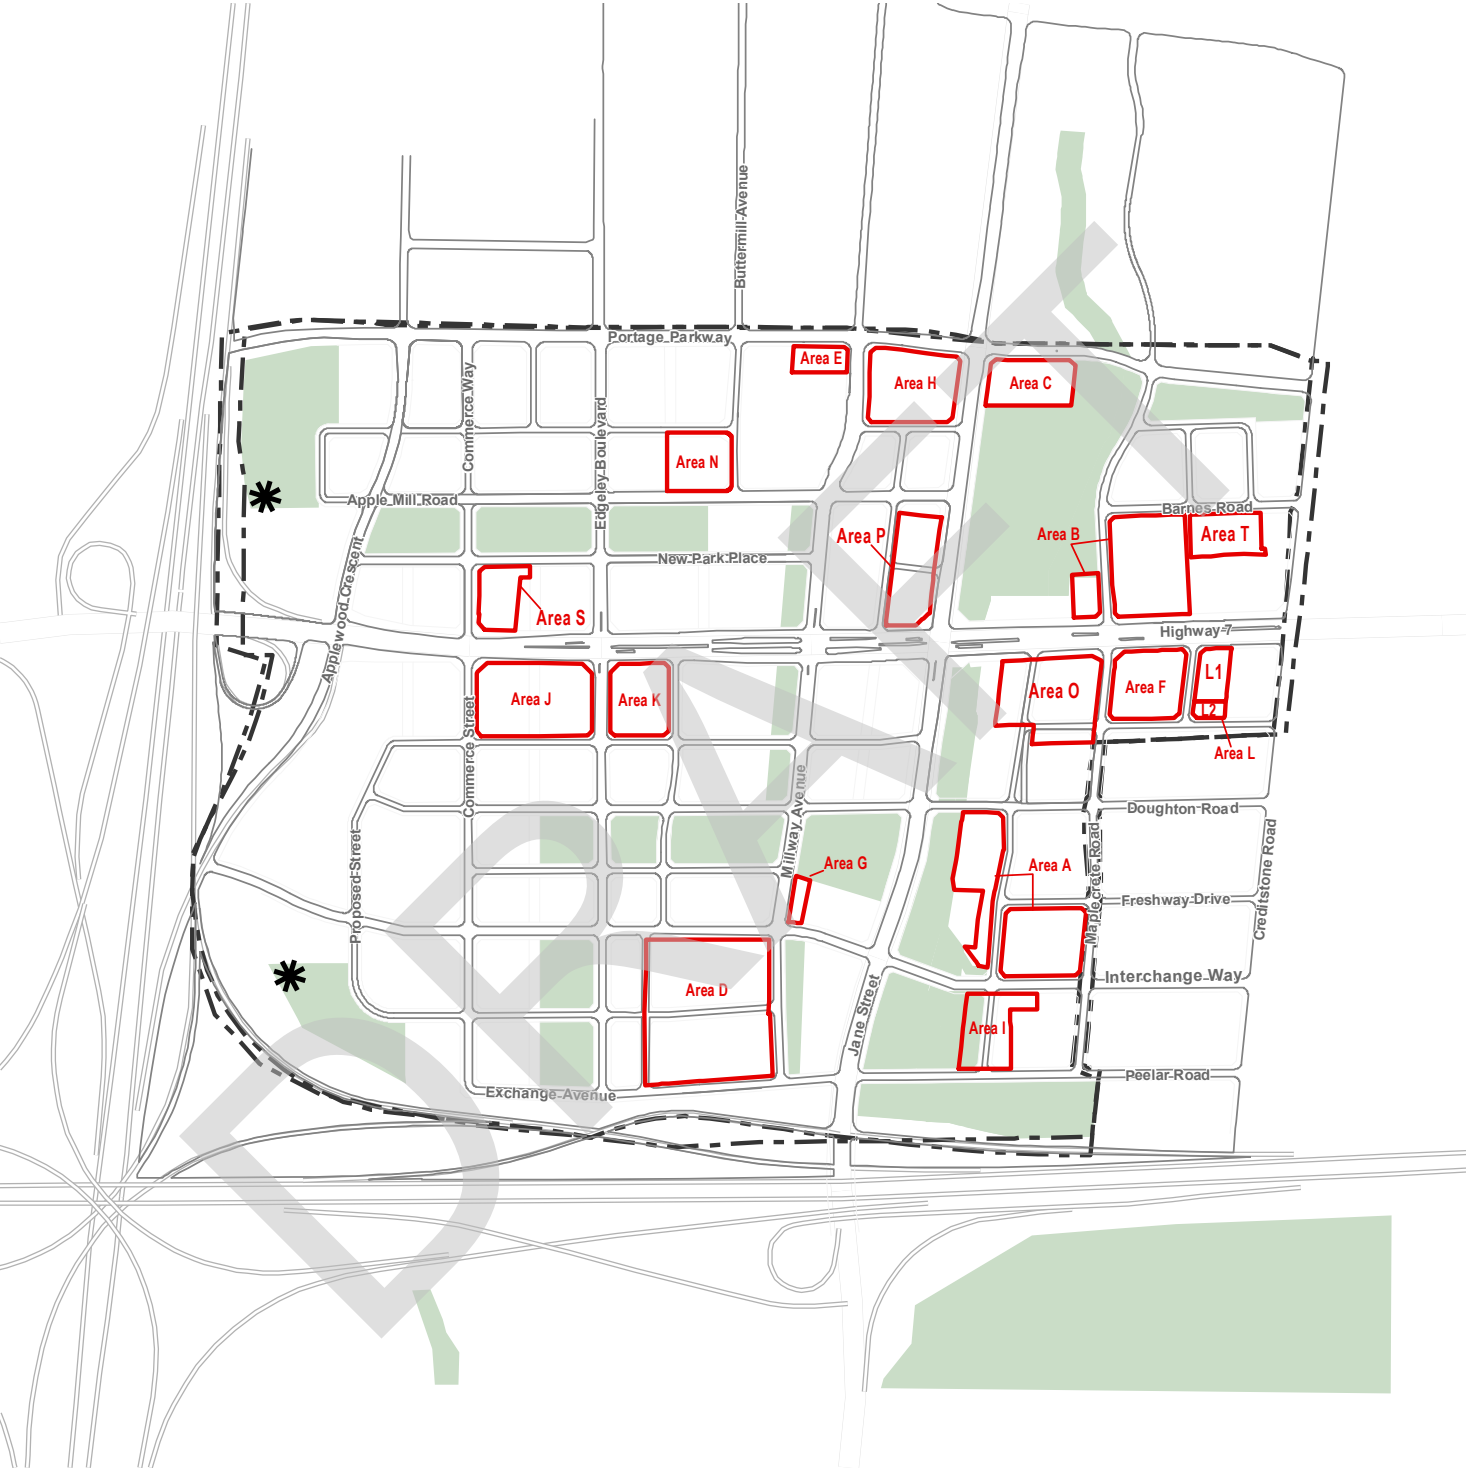 Buttermill Avenue
Portage Parkway
Area E
Area H
Area C
Commerce Way
Edgeley Boulevard
Area N
Apple Mill Road
Barnes Road
Area P
Area B
Area T
New Park Place
Applewood Crescent
Area S
Highway 7
Area J
Area K
Area O
Area F
L1
L2
Area L
Commerce Street
Millway Avenue
Doughton Road
Proposed Street
Area G
Area A
Maplecrete Road
Creditstone Road
Freshway Drive
Interchange Way
Area D
Jane Street
Area I
Peelar Road
Exchange Avenue
DRAFT